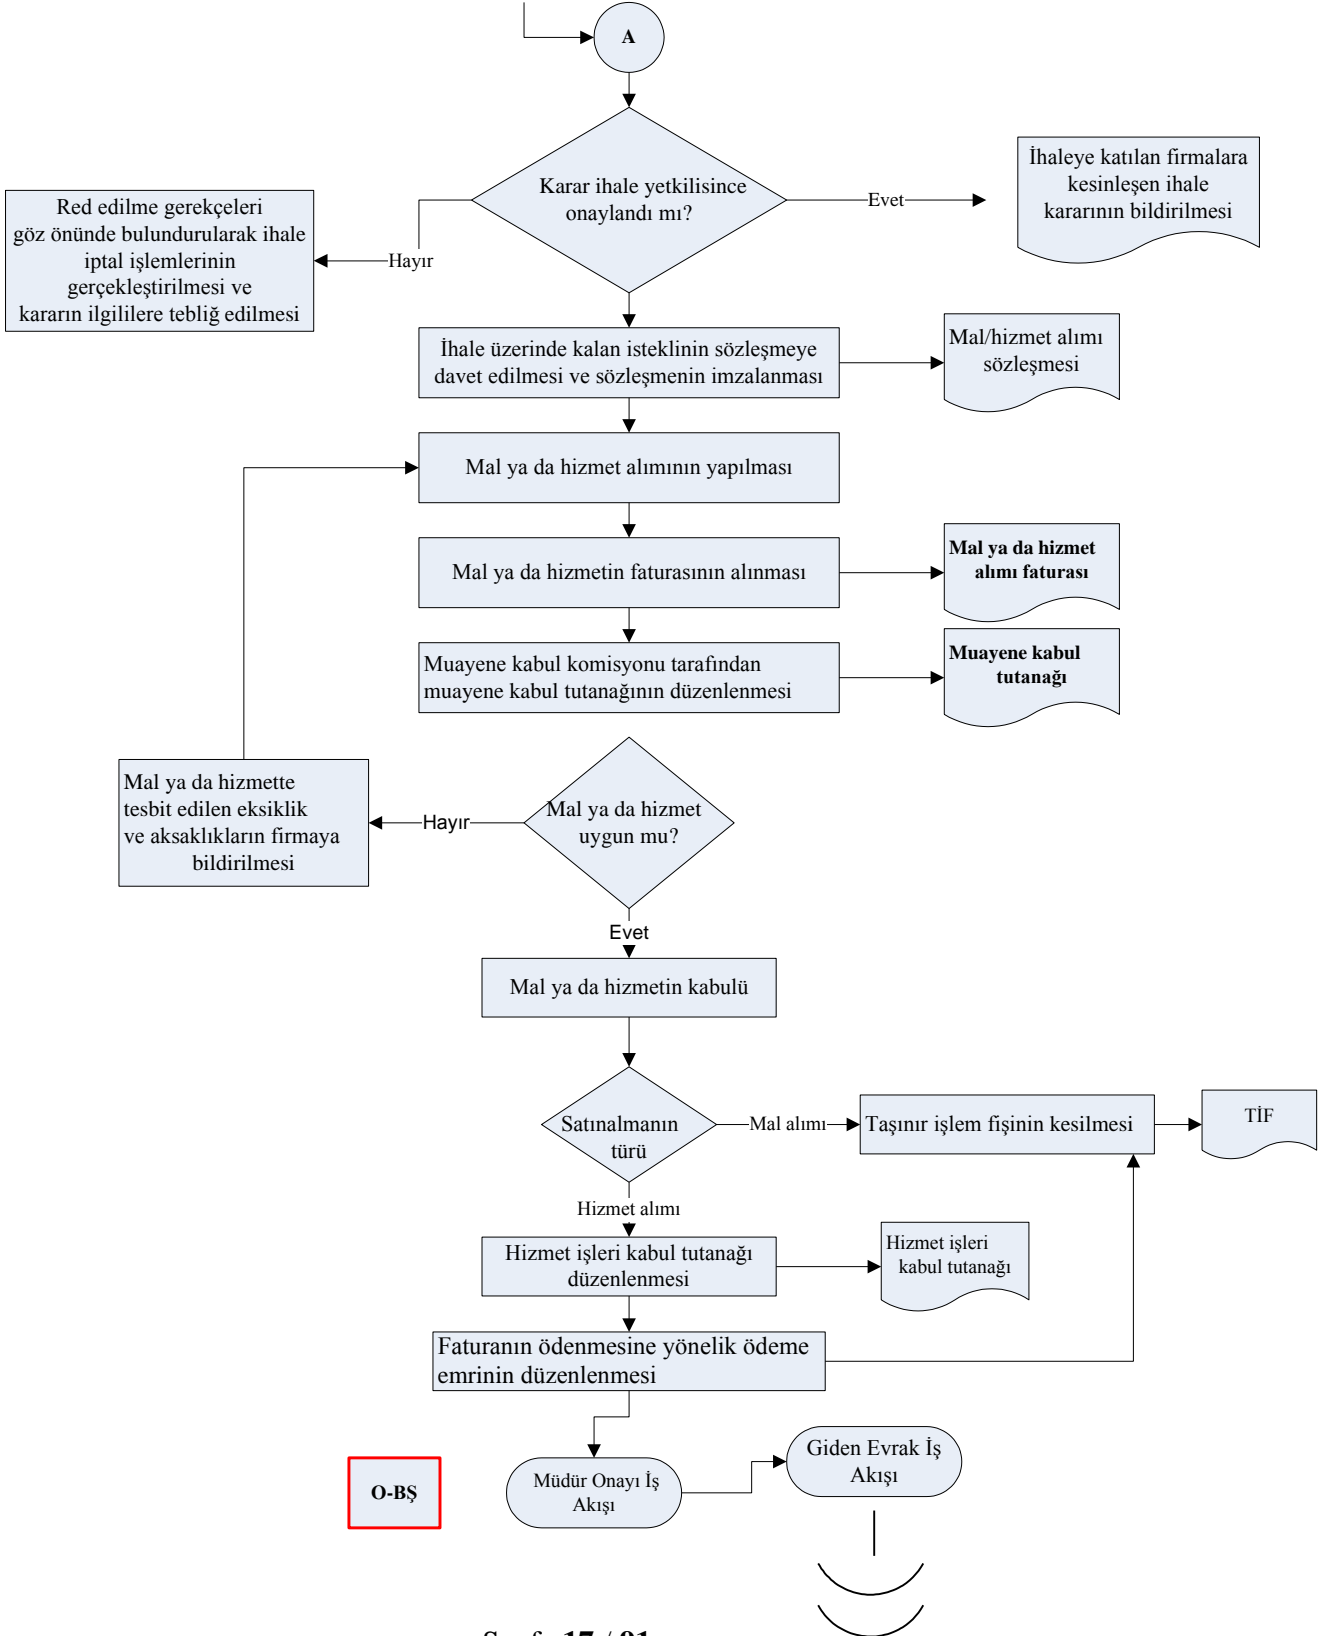 A
Karar ihale yetkilisince
onaylandı mı?
Evet
İhaleye katılan firmalara
kesinleşen ihale
kararının bildirilmesi
Hayır
Red edilme gerekçeleri
göz önünde bulundurularak ihale
iptal işlemlerinin
gerçekleştirilmesi ve
kararın ilgililere tebliğ edilmesi
İhale üzerinde kalan isteklinin sözleşmeye
davet edilmesi ve sözleşmenin imzalanması
Mal/hizmet alımı
sözleşmesi
Mal ya da hizmet alımının yapılması
Mal ya da hizmetin faturasının alınması
Mal ya da hizmet
alımı faturası
Muayene kabul komisyonu tarafından
muayene kabul tutanağının düzenlenmesi
Muayene kabul
tutanağı
Mal ya da hizmette
tesbit edilen eksiklik
ve aksaklıkların firmaya
bildirilmesi
Hayır
Mal ya da hizmet
uygun mu?
Evet
Mal ya da hizmetin kabulü
Satınalmanın
türü
Mal alımı
Taşınır işlem fişinin kesilmesi
TİF
Hizmet alımı
Hizmet işleri kabul tutanağı
düzenlenmesi
Hizmet işleri
kabul tutanağı
Faturanın ödenmesine yönelik ödeme
emrinin düzenlenmesi
O-BŞ
Müdür Onayı İş
Akışı
Giden Evrak İş
Akışı
Sayfa 17 / 91